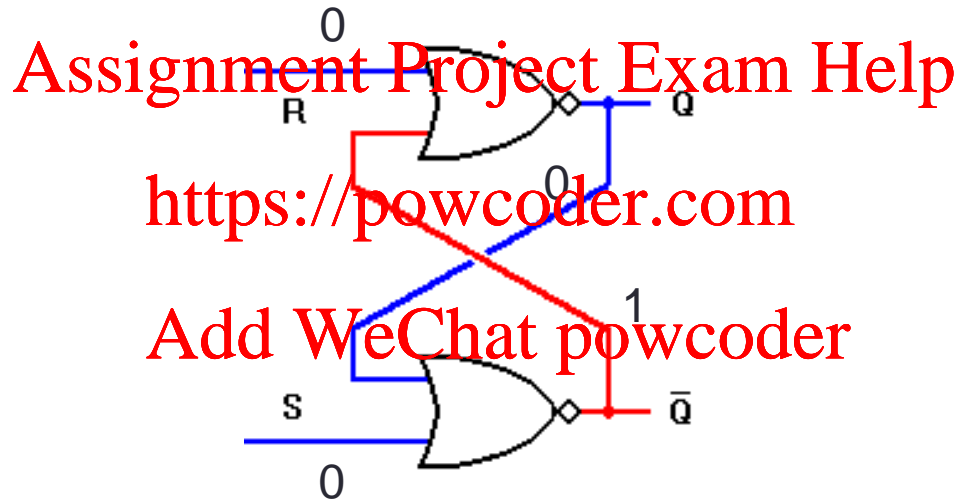 0
Assignment Project Exam Help
R
Q
0
https://powcoder.com
1
Add WeChat powcoder
S
Q̅
0